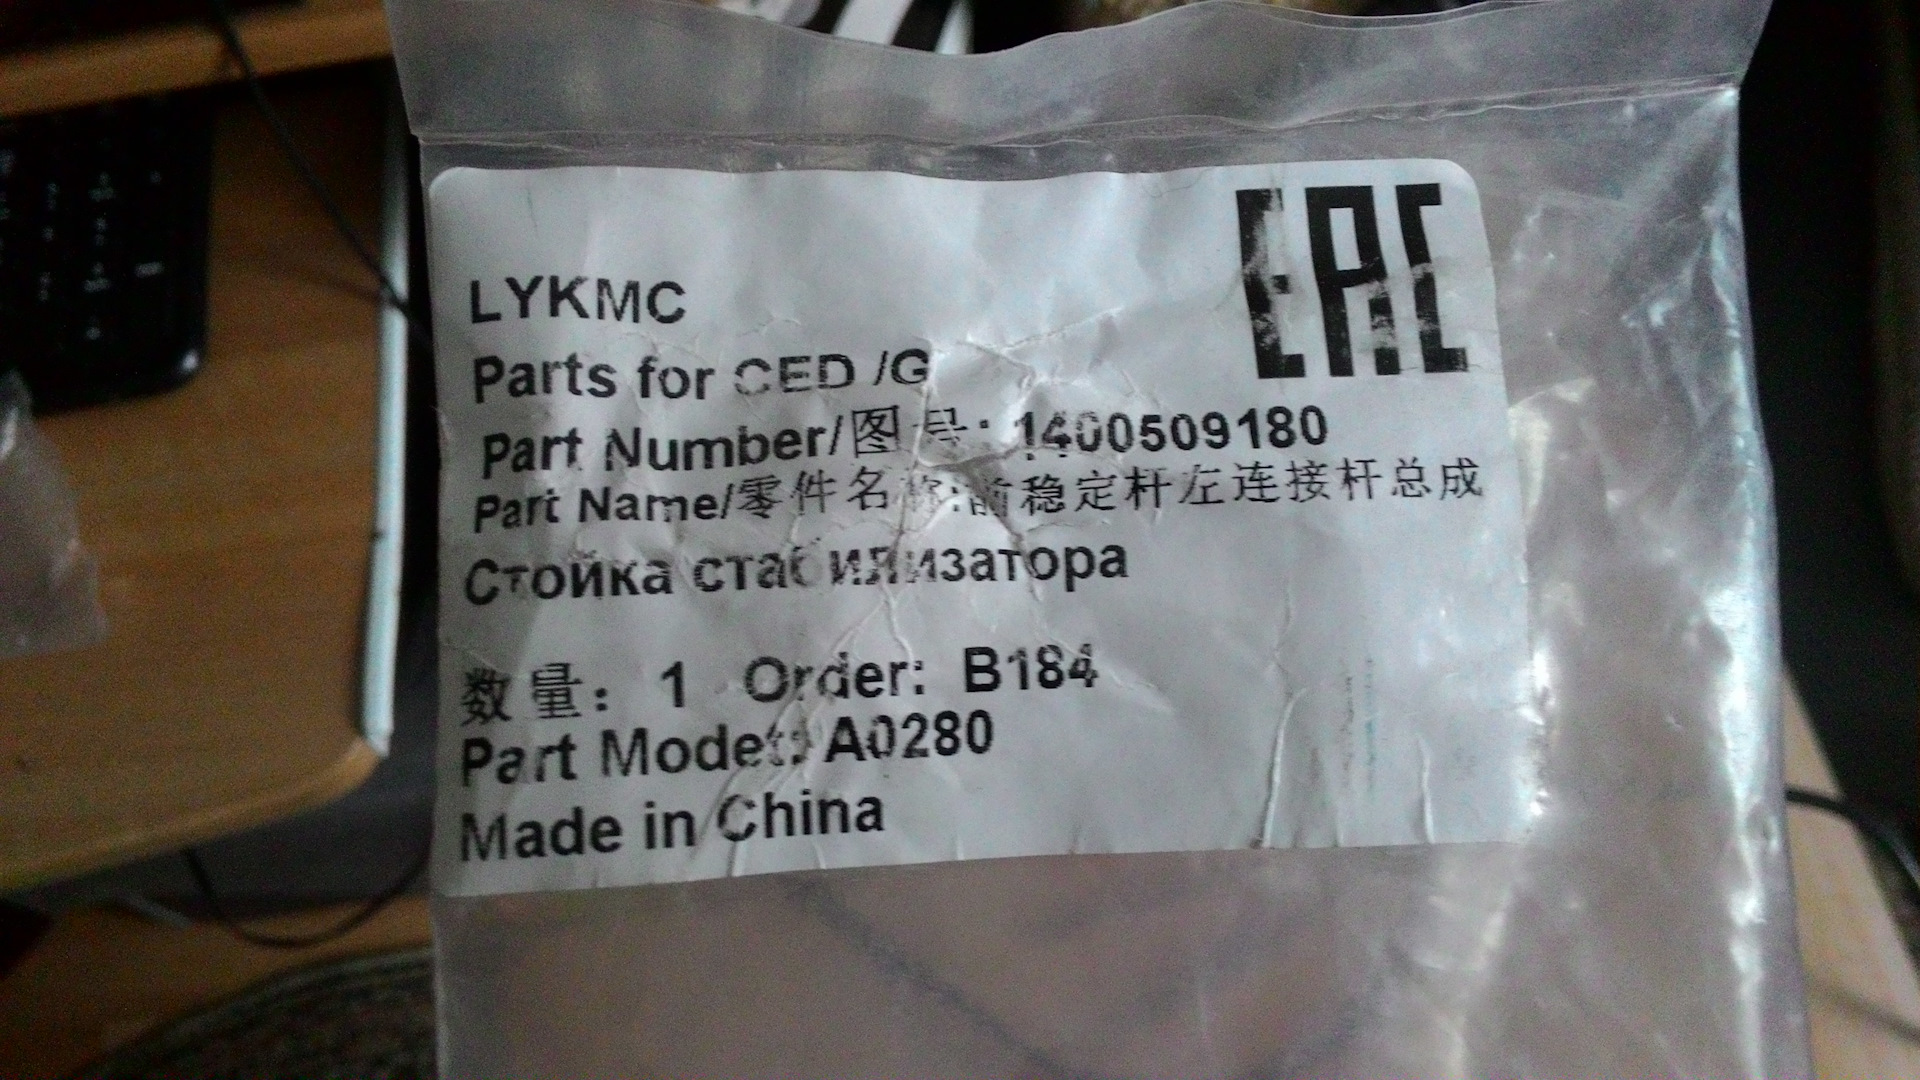 EAC
LYKMC
Parts for CED /G
Part Number/图号: 1400509180
Part Name/零件名称:前稳定杆左连接杆总成
Стойка стабилизатора
数量: 1 Order: B184
Part Model: A0280
Made in China